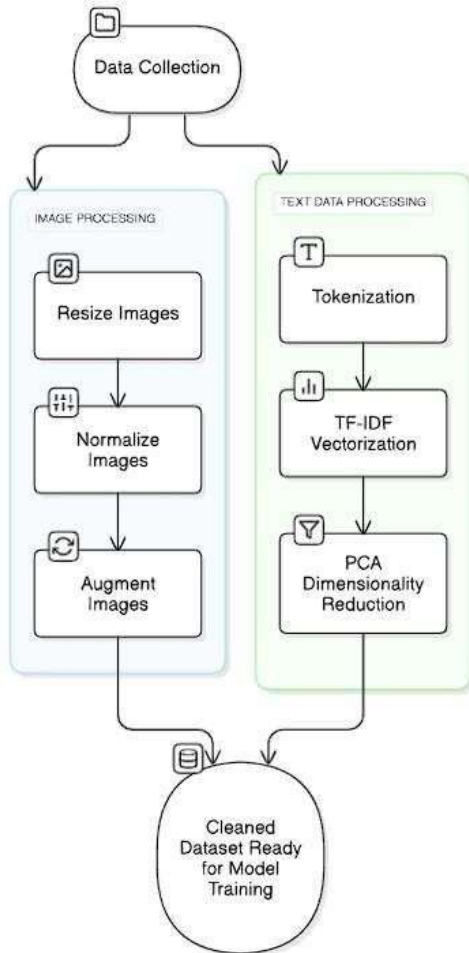 Data Collection
IMAGE PROCESSING
Resize Images
Normalize
Images
Augment
Images
TEXT DATA PROCESSING
T
Tokenization
TF-IDF
Vectorization
PCA
Dimensionality
Reduction
Cleaned
Dataset Ready
for Model
Training